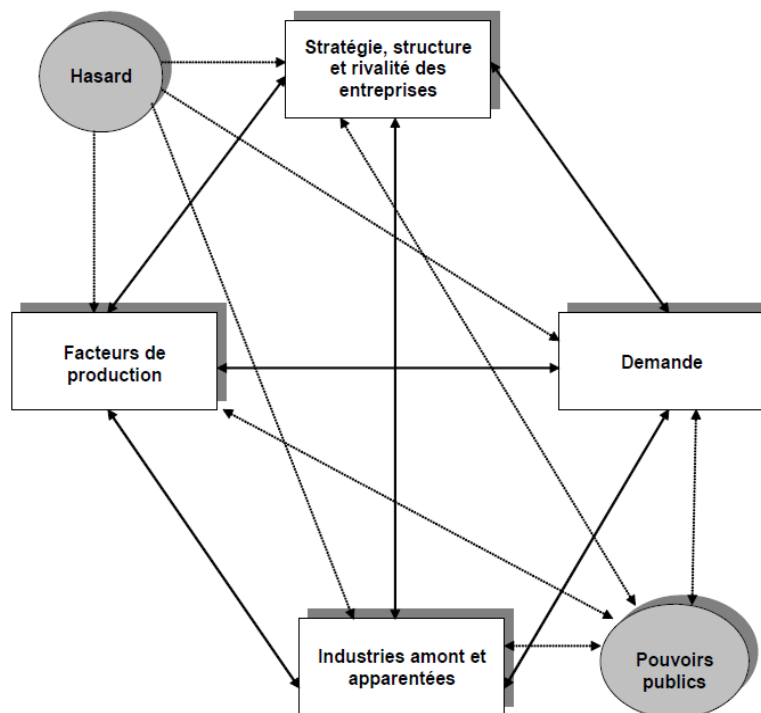 Hasard
Stratégie, structure
et rivalité des
entreprises
Facteurs de
production
Demande
Industries amont et
apparentées
Pouvoirs
publics